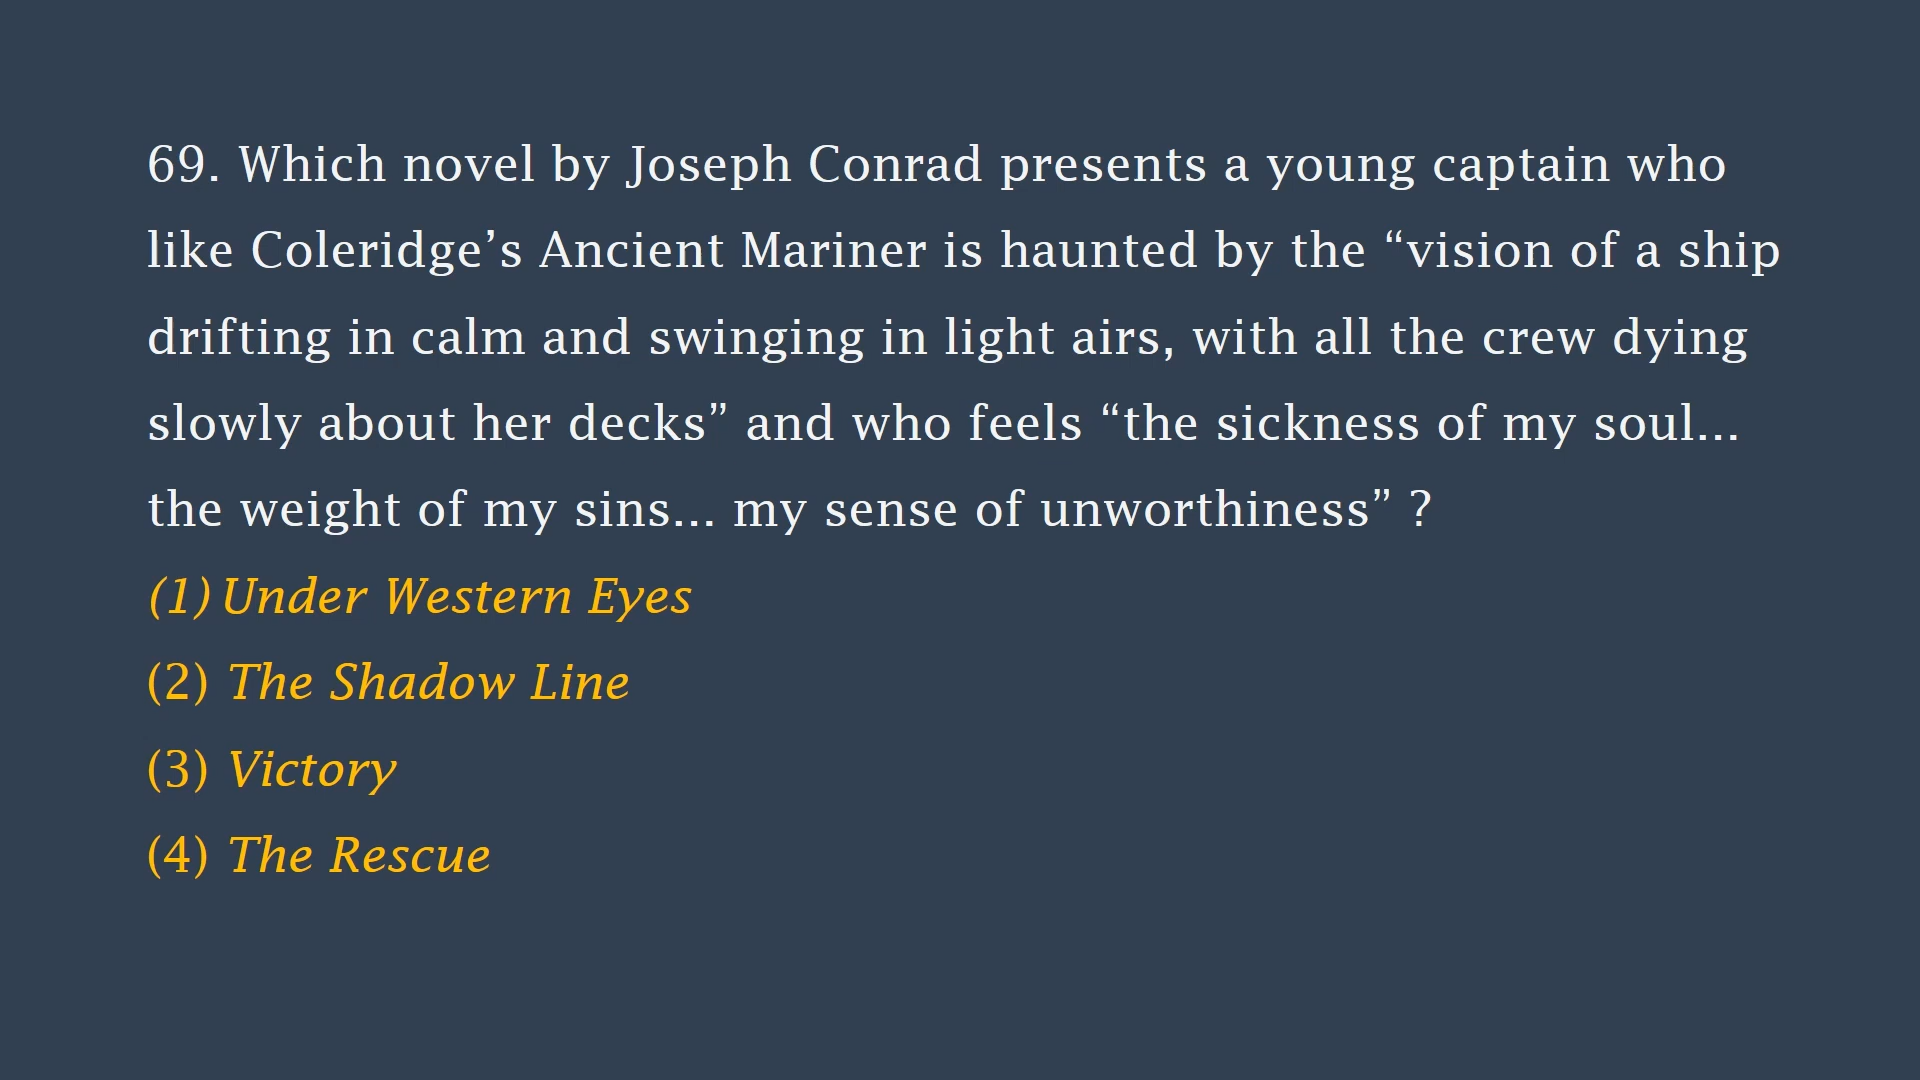 69. Which novel by Joseph Conrad presents a young captain who
like Coleridge’s Ancient Mariner is haunted by the “vision of a ship
drifting in calm and swinging in light airs, with all the crew dying
slowly about her decks” and who feels “the sickness of my soul...
the weight of my sins... my sense of unworthiness” ?
(1) Under Western Eyes
(2) The Shadow Line
(3) Victory
(4) The Rescue